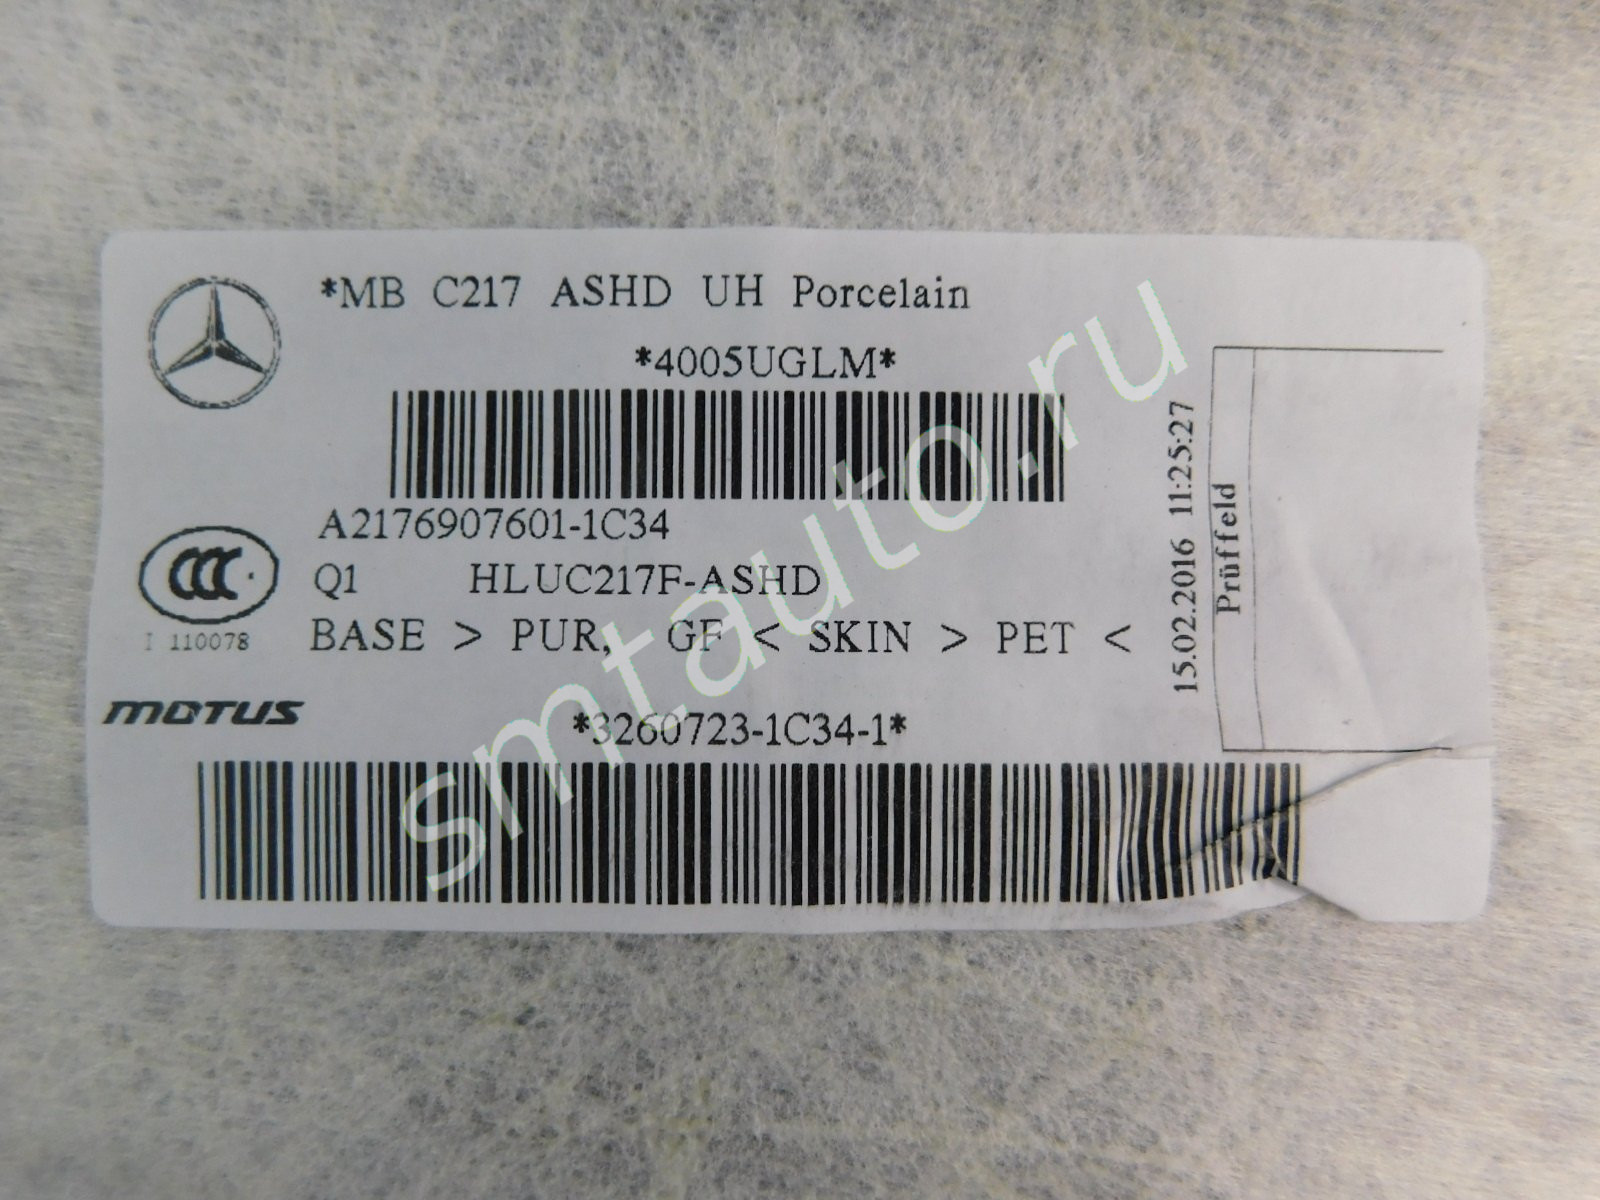 *MB C217 ASHD UH Porcelain
*4005UGLM*
A2176907601-1C34
Q1 HLUC217F-ASHD
BASE > PUR, GF < SKIN > PET <
CCC
I 110078
MOTUS
*3260723-1C34-1*
15.02.2016 11:25:27
Prüffeld
smtauto.ru